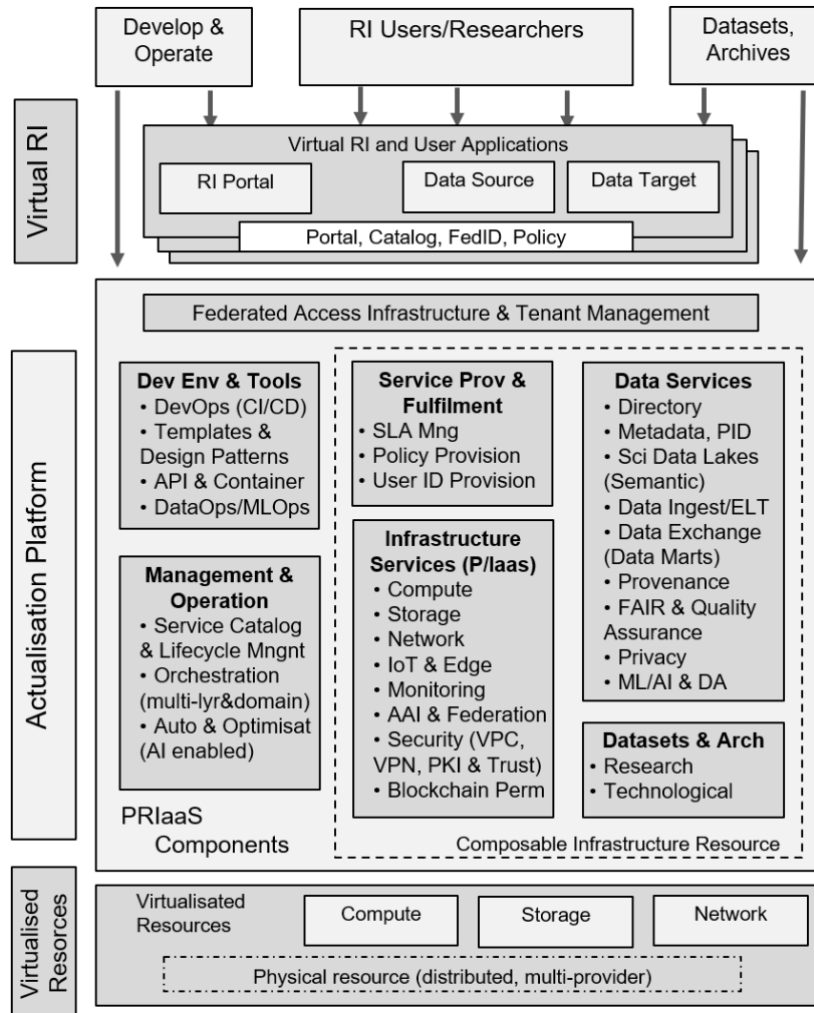 Develop &
Operate
RI Users/Researchers
Datasets,
Archives
Virtual RI
Virtual RI and User Applications
RI Portal
Data Source
Data Target
Portal, Catalog, FedID, Policy
Actualisation Platform
Federated Access Infrastructure & Tenant Management
Dev Env & Tools
• DevOps (CI/CD)
• Templates &
Design Patterns
• API & Container
• DataOps/MLOps
Management &
Operation
• Service Catalog
& Lifecycle Mngnt
• Orchestration
(multi-lyr&domain)
• Auto & Optimisat
(AI enabled)
PRIaaS
Components
Service Prov &
Fulfilment
• SLA Mng
• Policy Provision
• User ID Provision
Infrastructure
Services (P/Iaas)
• Compute
• Storage
• Network
• IoT & Edge
• Monitoring
• AAI & Federation
• Security (VPC,
VPN, PKI & Trust)
• Blockchain Perm
Data Services
• Directory
• Metadata, PID
• Sci Data Lakes
(Semantic)
• Data Ingest/ELT
• Data Exchange
(Data Marts)
• Provenance
• FAIR & Quality
Assurance
• Privacy
• ML/AI & DA
Datasets & Arch
• Research
• Technological
Composable Infrastructure Resource
Virtualised
Resorces
Virtualisated
Resources
Compute
Storage
Network
Physical resource (distributed, multi-provider)